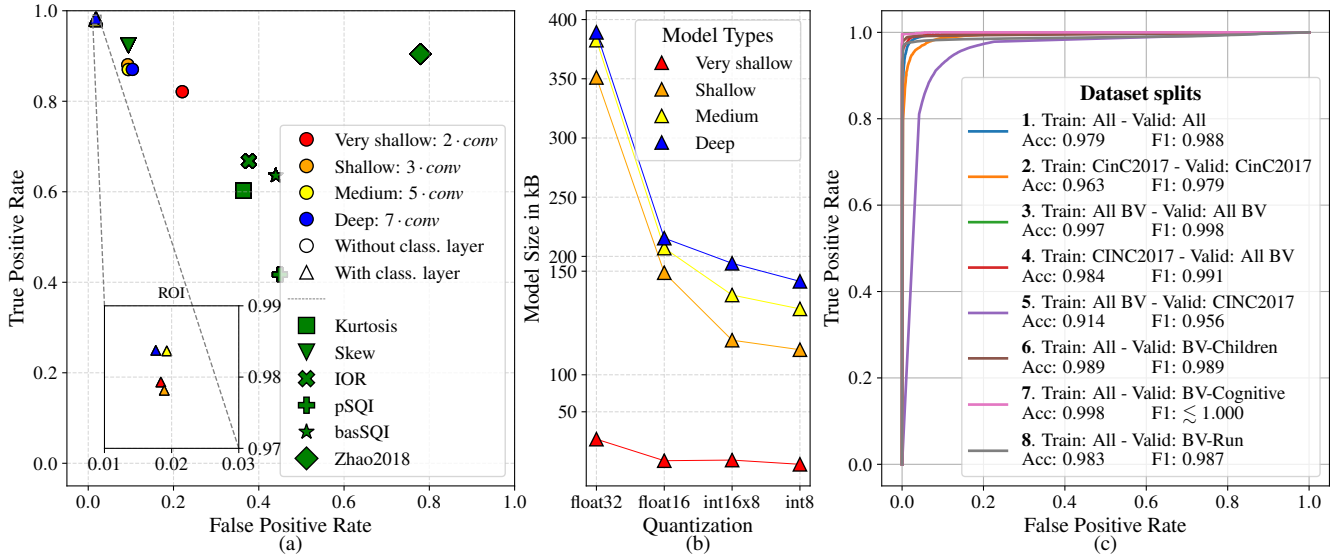 1.0
0.8
0.6
0.4
0.2
0.0
True Positive Rate
0.0
0.2
0.4
0.6
0.8
1.0
False Positive Rate
(a)
Very shallow: 2 · conv
Shallow: 3 · conv
Medium: 5 · conv
Deep: 7 · conv
Without class. layer
With class. layer
Kurtosis
Skew
IOR
pSQI
basSQI
Zhao2018
ROI
0.99
0.98
0.97
0.01
0.02
0.03
400
350
300
250
200
150
100
50
Model Size in kB
Model Types
Very shallow
Shallow
Medium
Deep
float32
float16
int16x8
int8
Quantization
(b)
1.0
0.8
0.6
0.4
0.2
0.0
True Positive Rate
Dataset splits
1. Train: All - Valid: All
Acc: 0.979 F1: 0.988
2. Train: CinC2017 - Valid: CinC2017
Acc: 0.963 F1: 0.979
3. Train: All BV - Valid: All BV
Acc: 0.997 F1: 0.998
4. Train: CINC2017 - Valid: All BV
Acc: 0.984 F1: 0.991
5. Train: All BV - Valid: CINC2017
Acc: 0.914 F1: 0.956
6. Train: All - Valid: BV-Children
Acc: 0.989 F1: 0.989
7. Train: All - Valid: BV-Cognitive
Acc: 0.998 F1: ≲ 1.000
8. Train: All - Valid: BV-Run
Acc: 0.983 F1: 0.987
0.0
0.2
0.4
0.6
0.8
1.0
False Positive Rate
(c)